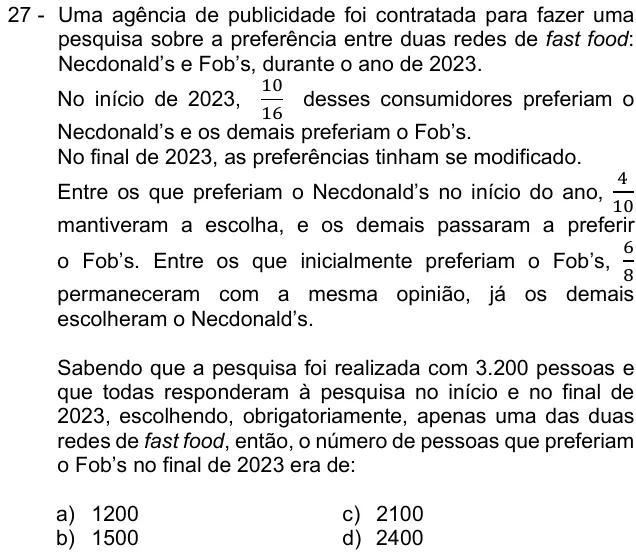 27 - Uma agência de publicidade foi contratada para fazer uma
pesquisa sobre a preferência entre duas redes de fast food:
Necdonald's e Fob's, durante o ano de 2023.
No início de 2023, 10/16 desses consumidores preferiam o
Necdonald's e os demais preferiam o Fob's.
No final de 2023, as preferências tinham se modificado.
Entre os que preferiam o Necdonald's no início do ano, 4/10
mantiveram a escolha, e os demais passaram a preferir
o Fob's. Entre os que inicialmente preferiam o Fob's, 6/8
permaneceram com a mesma opinião, já os demais
escolheram o Necdonald's.
Sabendo que a pesquisa foi realizada com 3.200 pessoas e
que todas responderam à pesquisa no início e no final de
2023, escolhendo, obrigatoriamente, apenas uma das duas
redes de fast food, então, o número de pessoas que preferiam
o Fob's no final de 2023 era de:
a) 1200 c) 2100
b) 1500 d) 2400